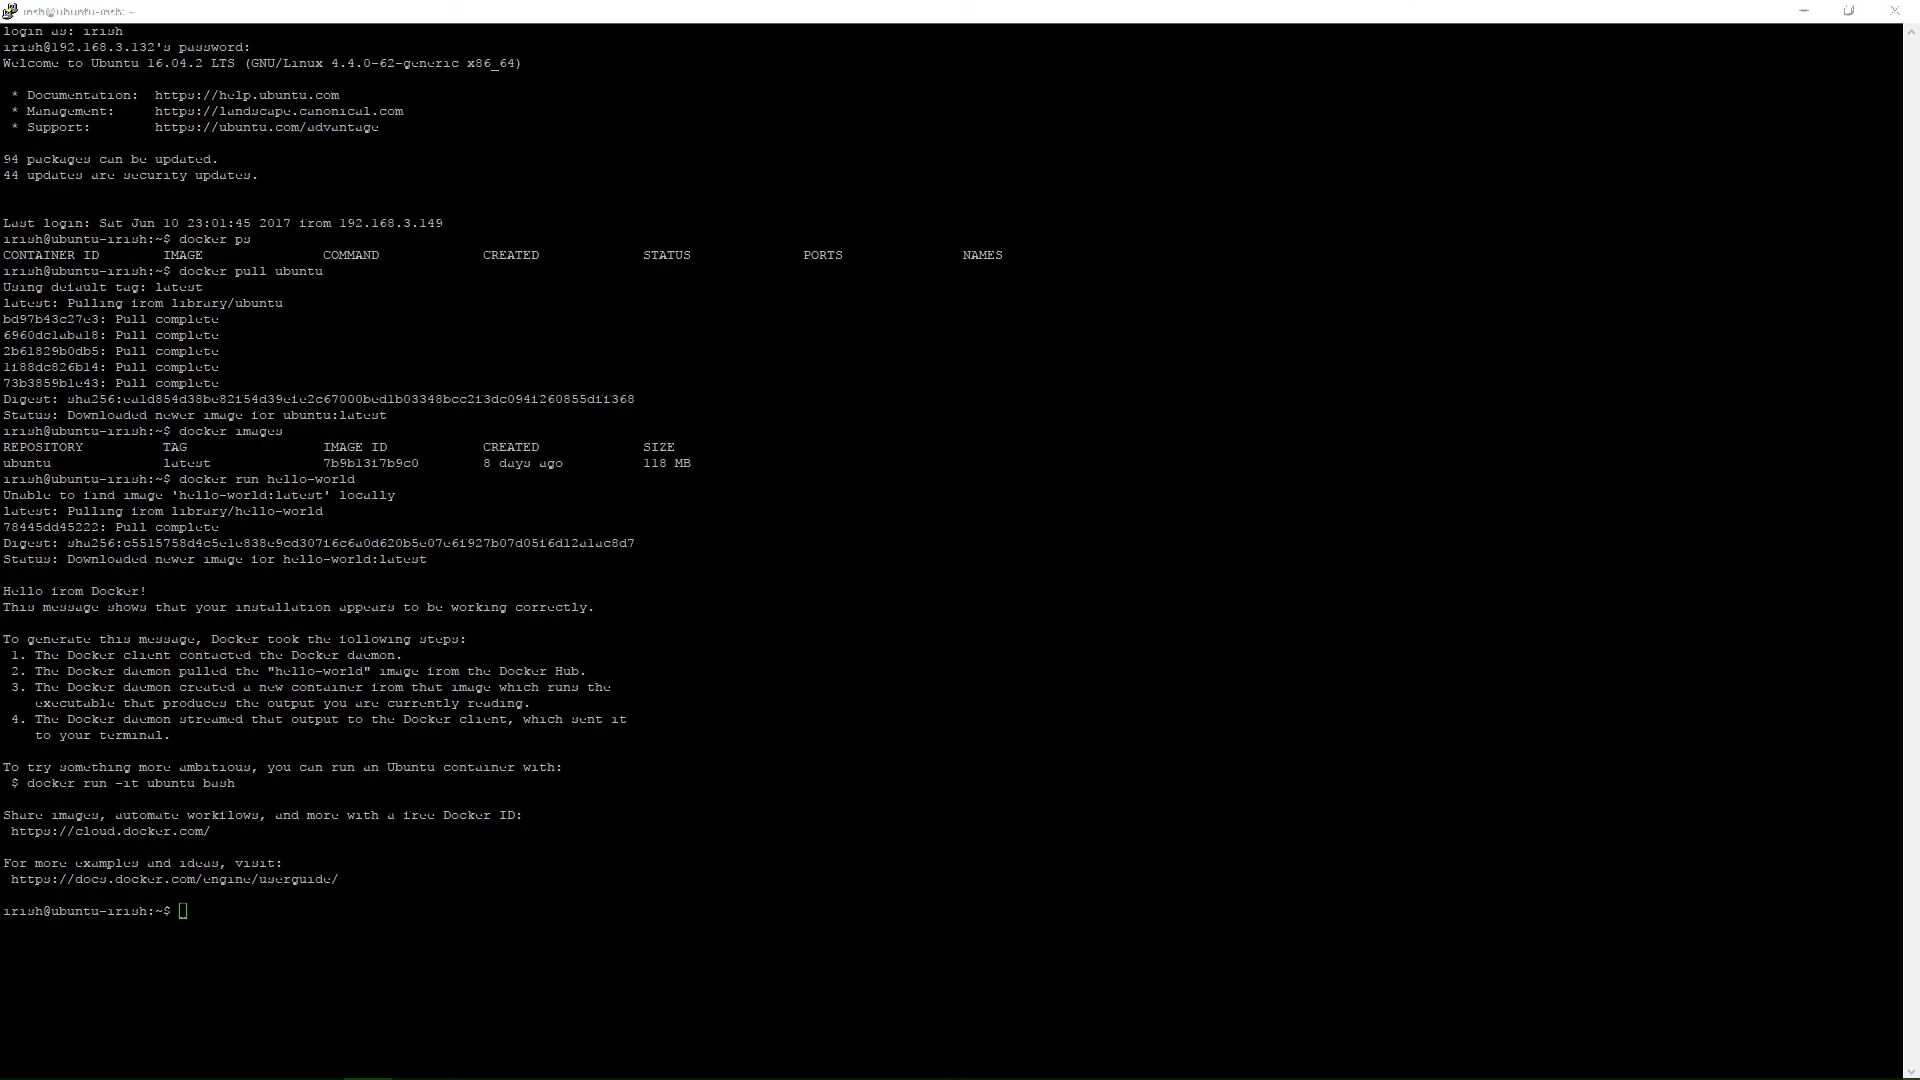 irish@ubuntu-irish: ~
login as: irish
irish@192.168.3.132's password:
Welcome to Ubuntu 16.04.2 LTS (GNU/Linux 4.4.0-62-generic x86_64)
* Documentation: https://help.ubuntu.com
* Management: https://landscape.canonical.com
* Support: https://ubuntu.com/advantage
94 packages can be updated.
44 updates are security updates.
Last login: Sat Jun 10 23:01:45 2017 from 192.168.3.149
irish@ubuntu-irish:~$ docker ps
CONTAINER ID IMAGE COMMAND CREATED STATUS PORTS NAMES
irish@ubuntu-irish:~$ docker pull ubuntu
Using default tag: latest
latest: Pulling from library/ubuntu
bd97b43c27e3: Pull complete
6960dc1aba18: Pull complete
2b61829b0db5: Pull complete
1188dc826b14: Pull complete
73b3859b1e43: Pull complete
Digest:
Status: Downloaded newer image for ubuntu:latest
irish@ubuntu-irish:~$ docker images
REPOSITORY TAG IMAGE ID CREATED SIZE
ubuntu latest 7b9b13f7b9c0 8 days ago 118 MB
irish@ubuntu-irish:~$ docker run hello-world
Unable to find image 'hello-world:latest' locally
latest: Pulling from library/hello-world
78445dd45222: Pull complete
Digest:
Status: Downloaded newer image for hello-world:latest
Hello from Docker!
This message shows that your installation appears to be working correctly.
To generate this message, Docker took the following steps:
1. The Docker client contacted the Docker daemon.
2. The Docker daemon pulled the "hello-world" image from the Docker Hub.
3. The Docker daemon created a new container from that image which runs the
executable that produces the output you are currently reading.
4. The Docker daemon streamed that output to the Docker client, which sent it
to your terminal.
To try something more ambitious, you can run an Ubuntu container with:
$ docker run -it ubuntu bash
Share images, automate workflows, and more with a free Docker ID:
https://cloud.docker.com/
For more examples and ideas, visit:
https://docs.docker.com/engine/userguide/
irish@ubuntu-irish:~$